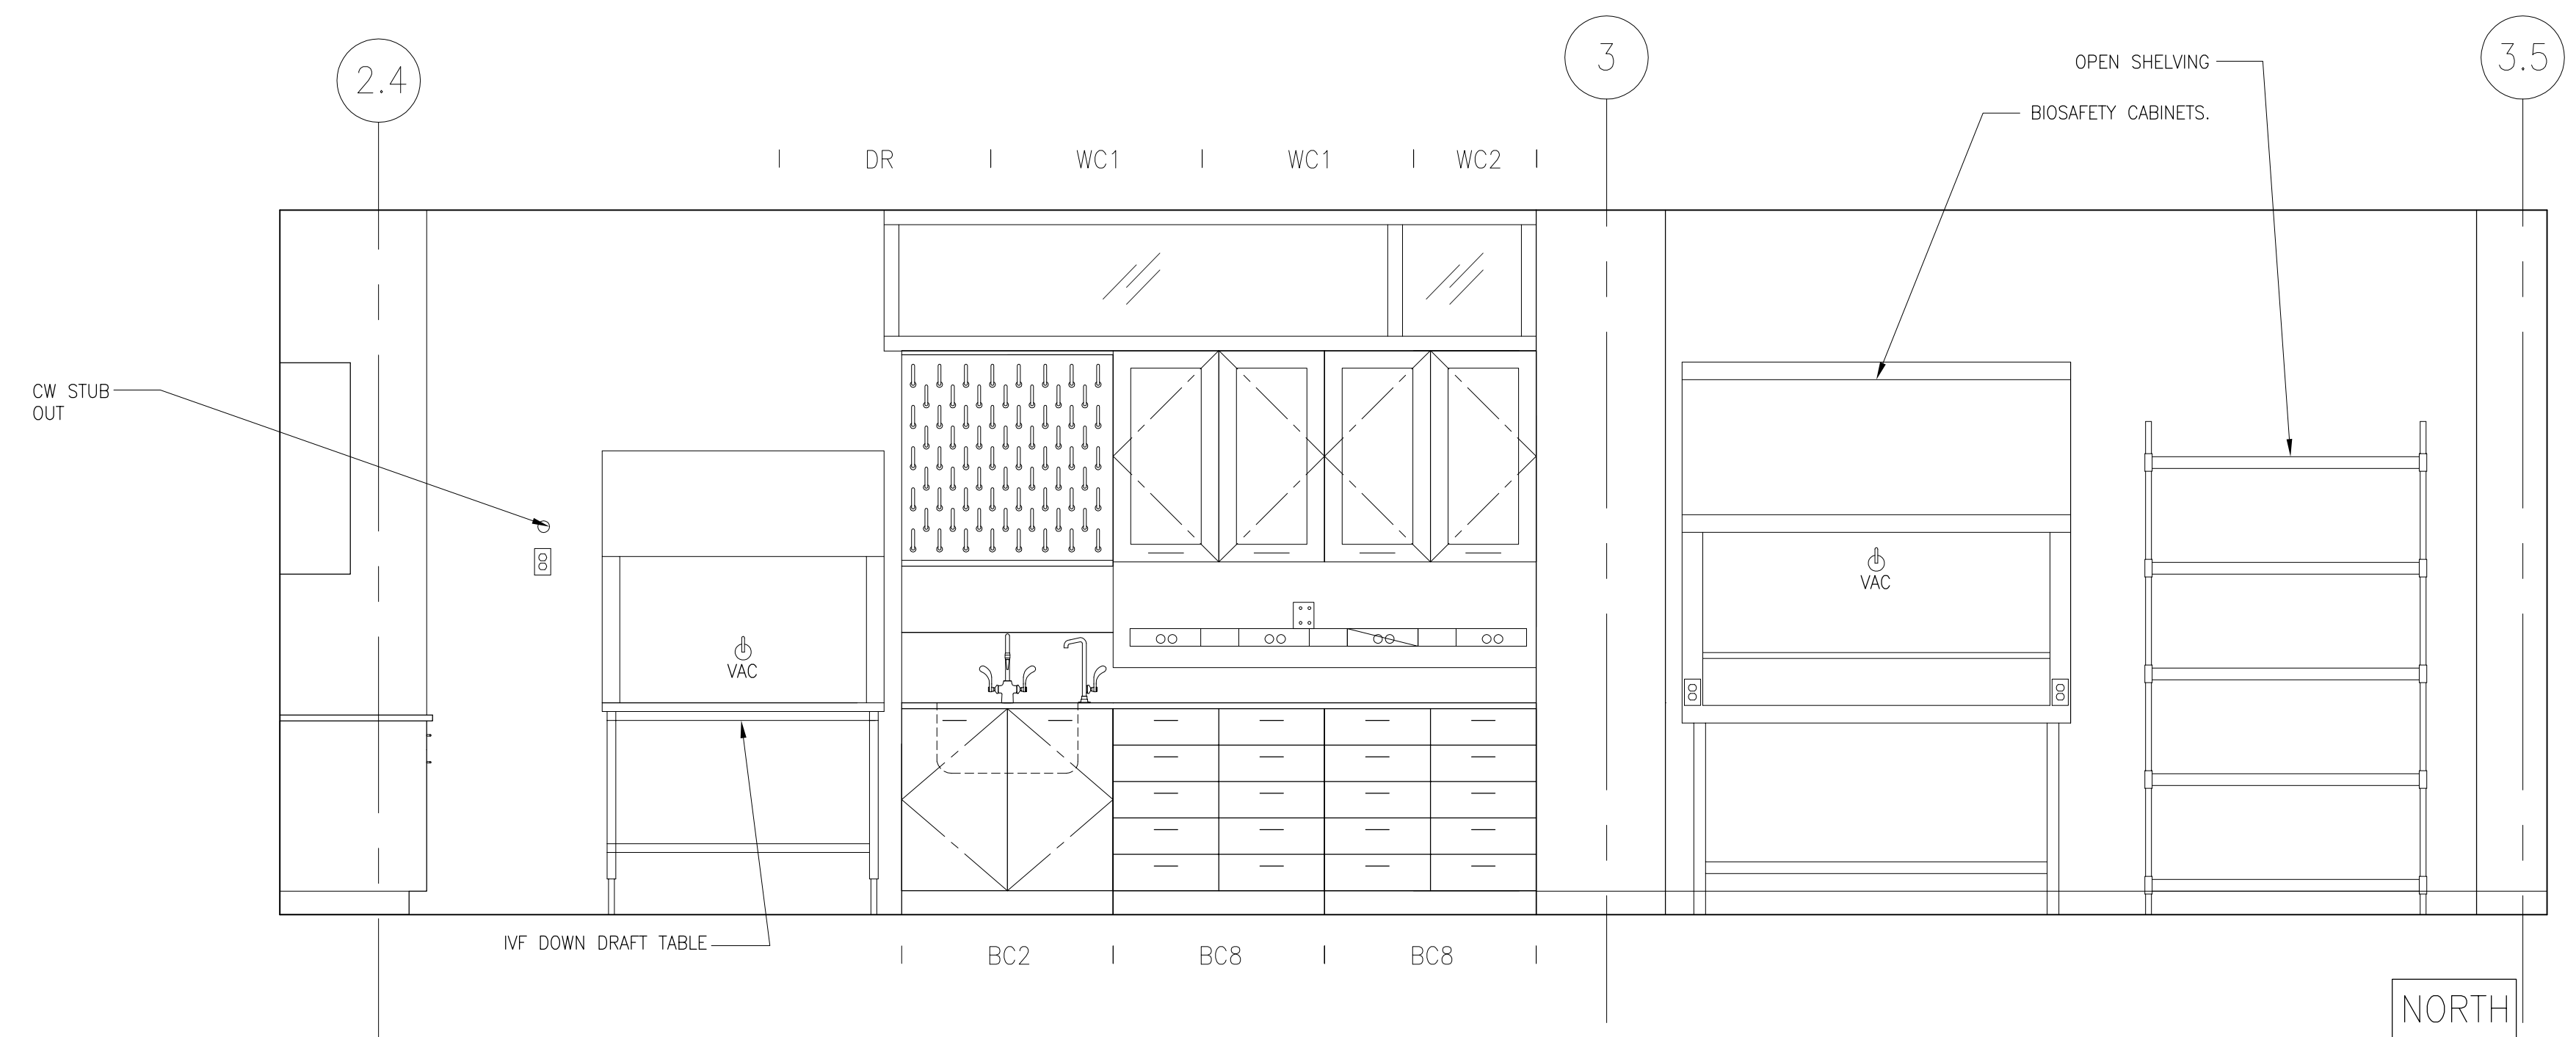 2.4
3
3.5
OPEN SHELVING
BIOSAFETY CABINETS.
DR
WC1
WC1
WC2
CW STUB
OUT
VAC
VAC
IVF DOWN DRAFT TABLE
BC2
BC8
BC8
NORTH